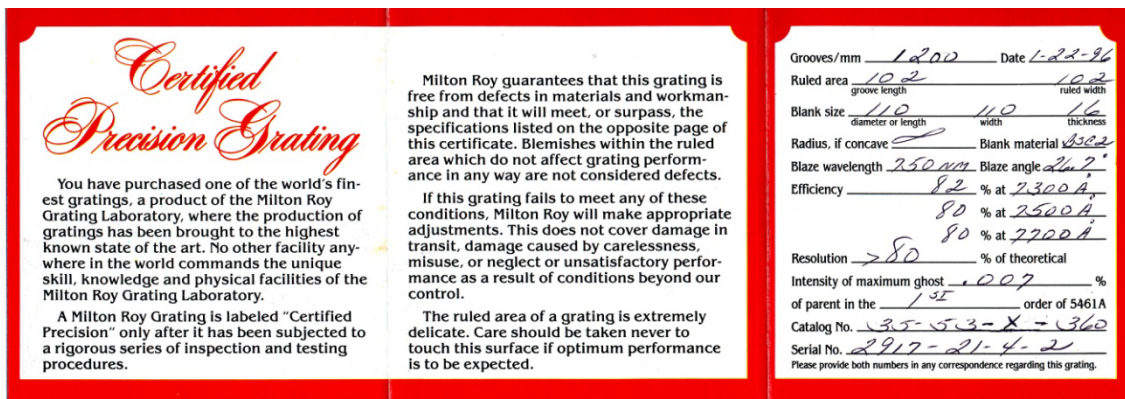 Certified
Precision Grating
You have purchased one of the world's fin-
est gratings, a product of the Milton Roy
Grating Laboratory, where the production of
gratings has been brought to the highest
known state of the art. No other facility any-
where in the world commands the unique
skill, knowledge and physical facilities of the
Milton Roy Grating Laboratory.
A Milton Roy Grating is labeled "Certified
Precision" only after it has been subjected to
a rigorous series of inspection and testing
procedures.
Milton Roy guarantees that this grating is
free from defects in materials and workman-
ship and that it will meet, or surpass, the
specifications listed on the opposite page of
this certificate. Blemishes within the ruled
area which do not affect grating perform-
ance in any way are not considered defects.
If this grating fails to meet any of these
conditions, Milton Roy will make appropriate
adjustments. This does not cover damage in
transit, damage caused by carelessness,
misuse, or neglect or unsatisfactory perfor-
mance as a result of conditions beyond our
control.
The ruled area of a grating is extremely
delicate. Care should be taken never to
touch this surface if optimum performance
is to be expected.
Grooves/mm 1200 Date 1-22-96
Ruled area 102 102
groove length ruled width
Blank size 110 110 16
diameter or length width thickness
Radius, if concave Blank material
Blaze wavelength 750 NM Blaze angle 26.7°
Efficiency 82 % at 7300 A
80 % at 7500 A
80 % at 7700 A
Resolution >80 % of theoretical
Intensity of maximum ghost .007 %
of parent in the 1ST order of 5461A
Catalog No. 35-53-X-360
Serial No. 2917-21-4-2
Please provide both numbers in any correspondence regarding this grating.